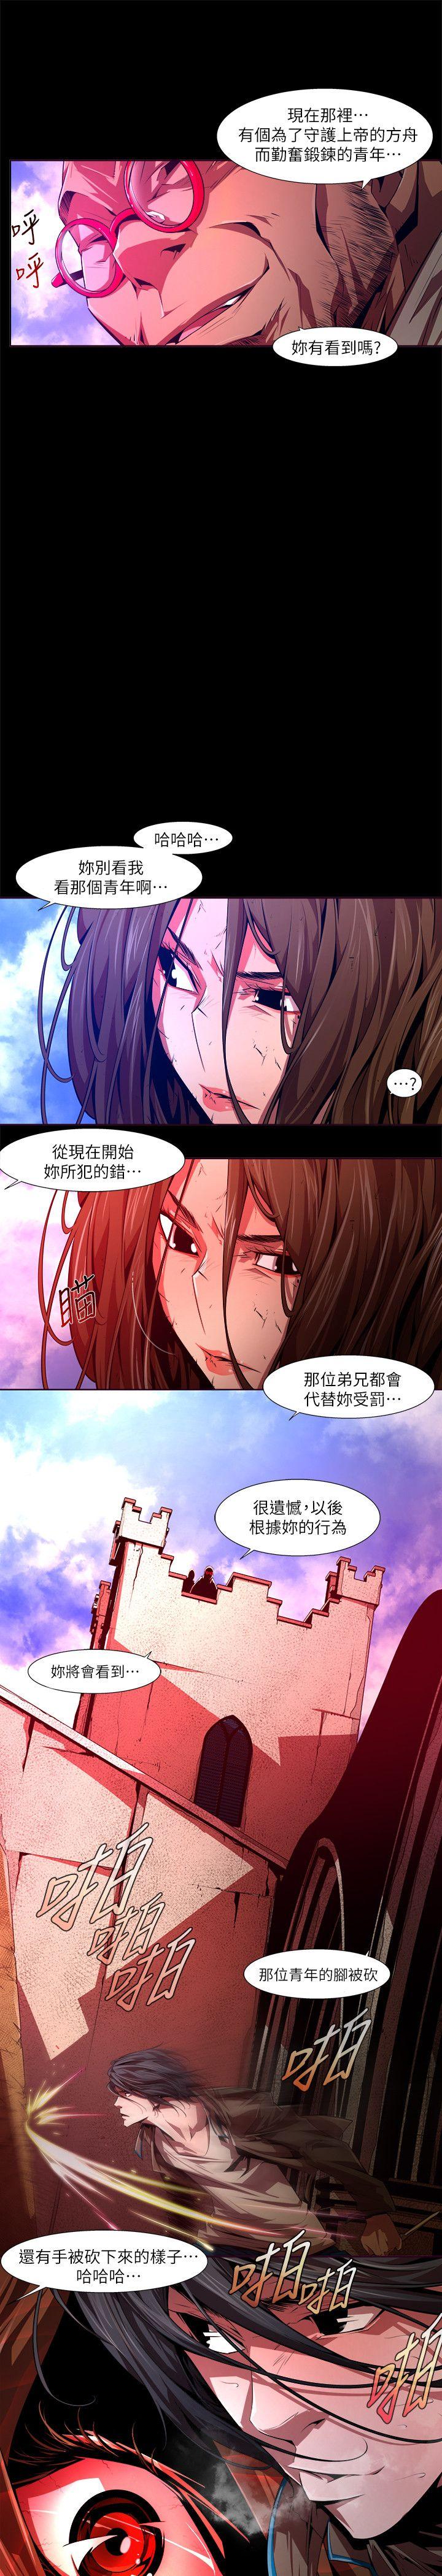 現在那裡…
有個為了守護上帝的方舟
而勤奮鍛鍊的青年…
呼
呼
妳有看到嗎?
哈哈哈…
妳別看我
看那個青年啊…
…?
從現在開始
妳所犯的錯…
瞄
那位弟兄都會
代替妳受罰…
很遺憾,以後
根據妳的行為
妳將會看到…
啪
啪
啪
那位青年的腳被砍
啪
還有手被砍下來的樣子…
哈哈哈…
啪
啪
啪